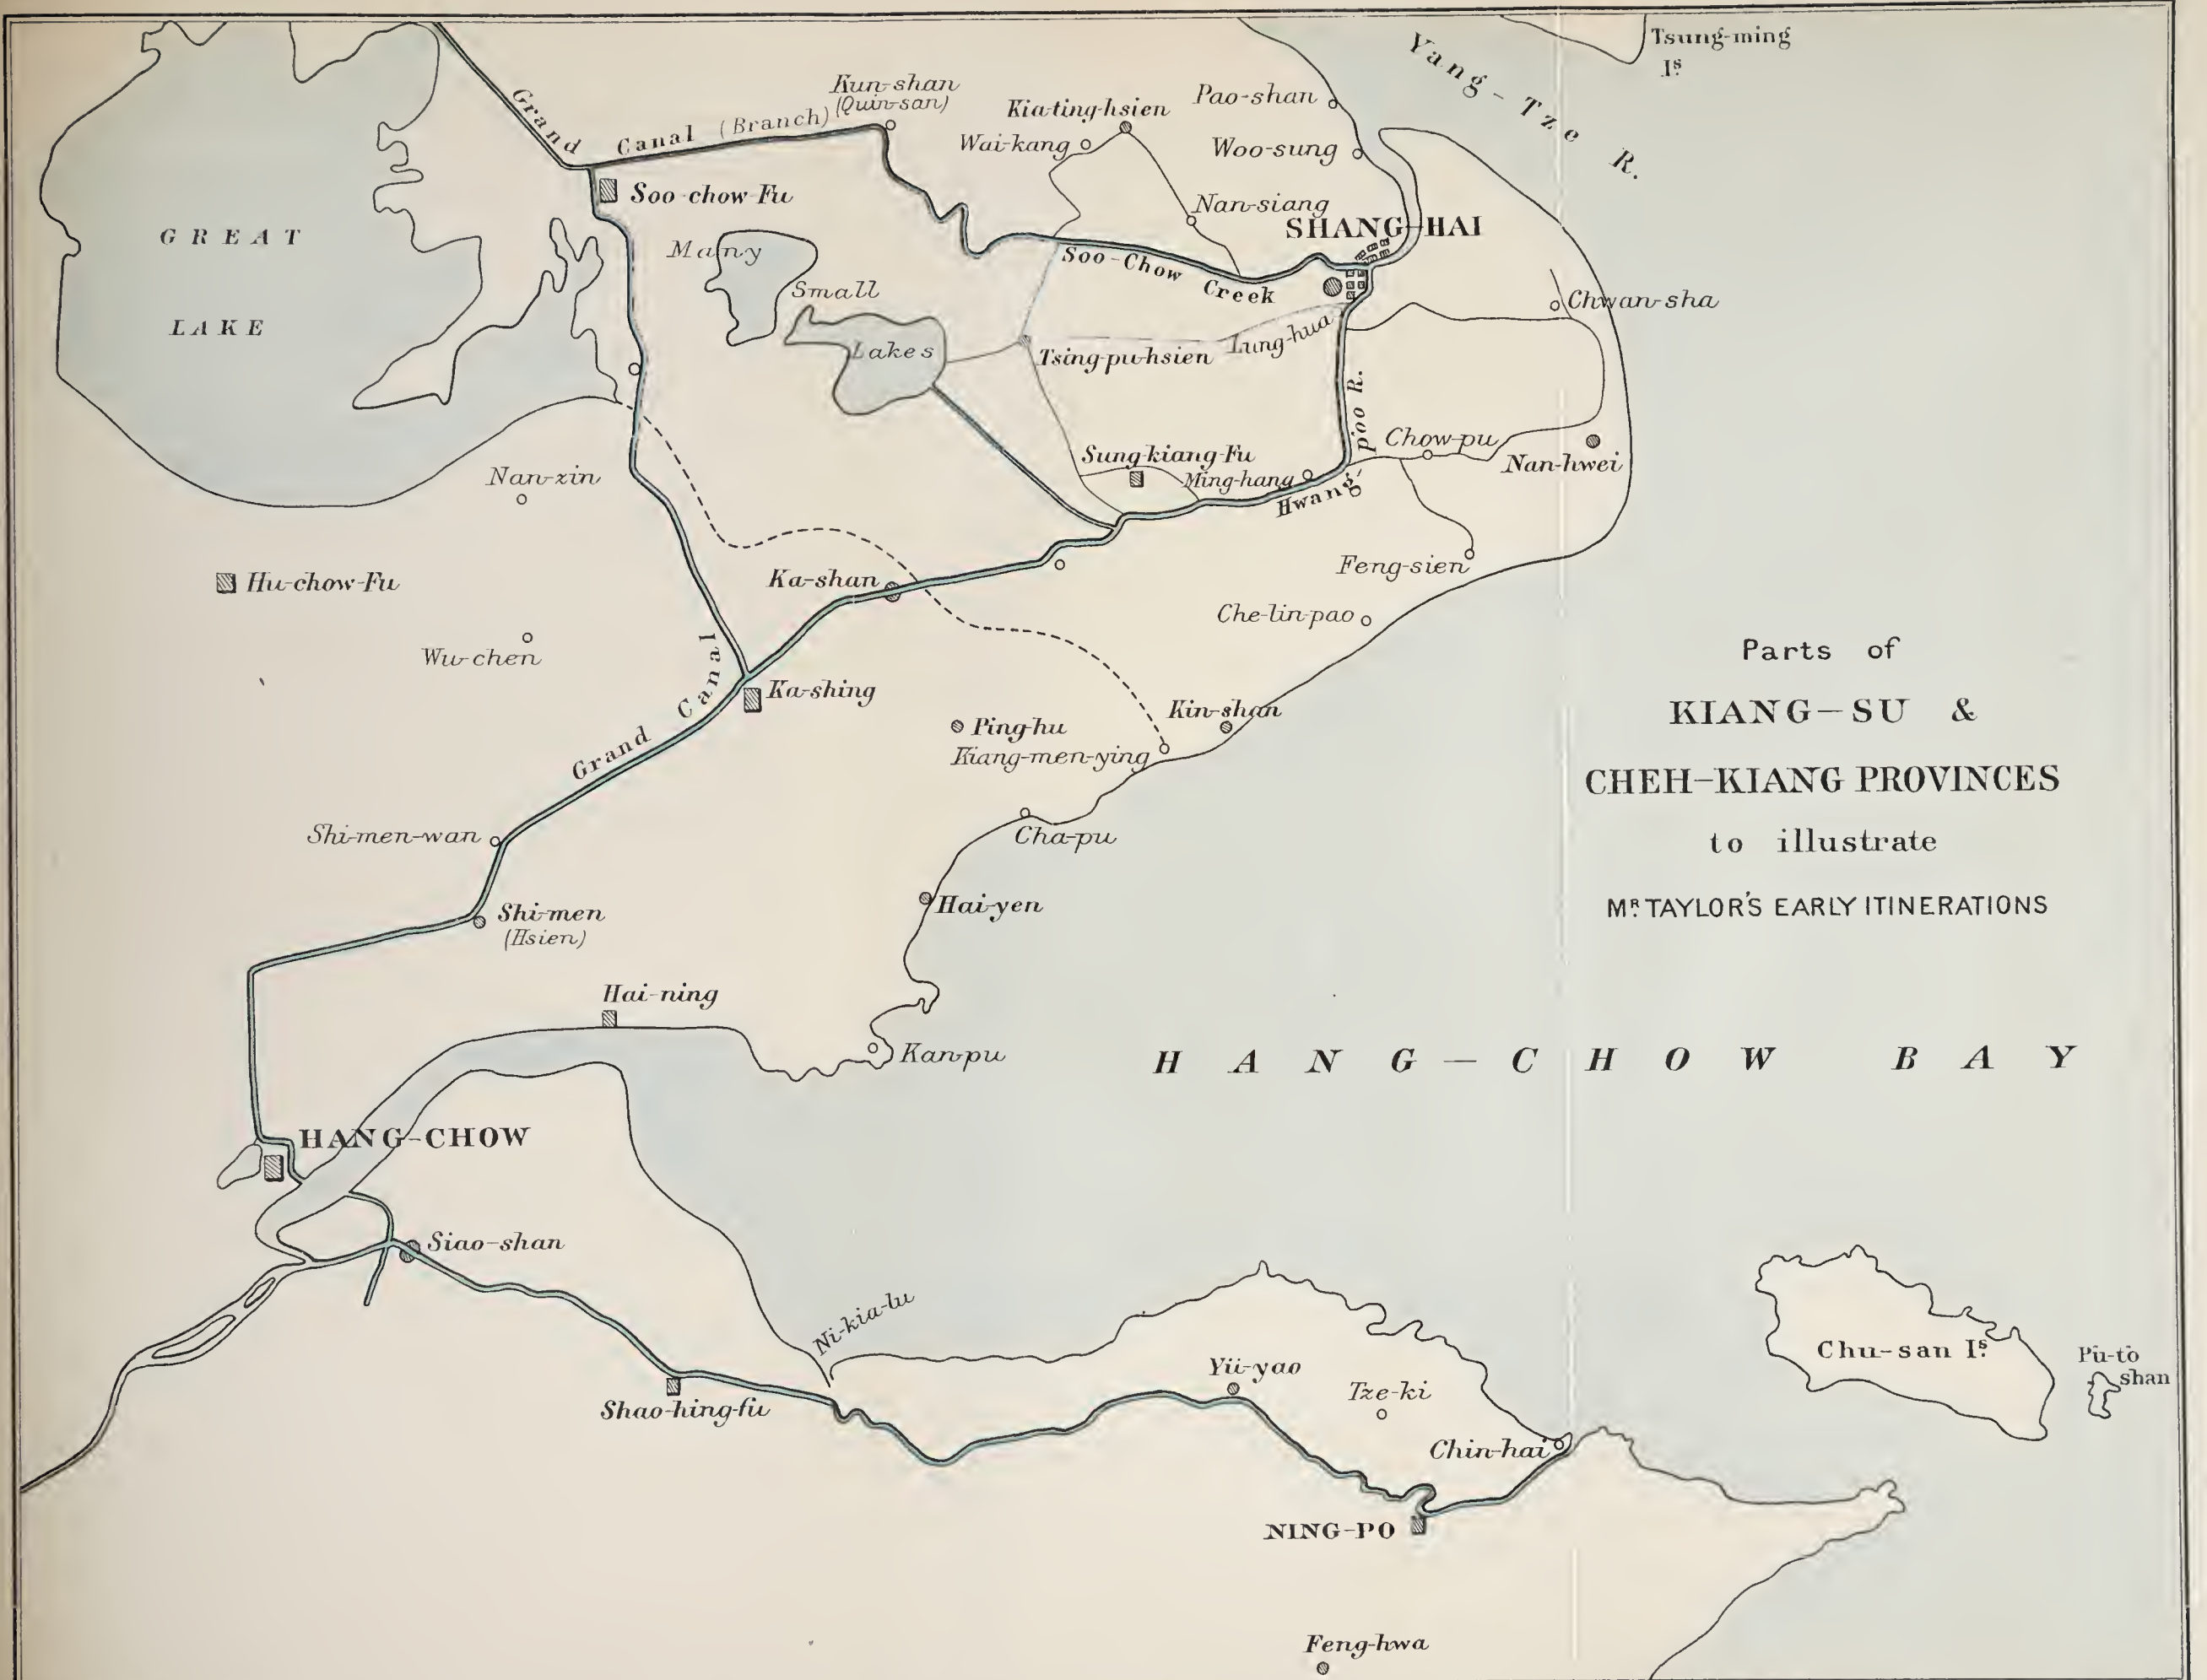 Tsung-ming
Is.
Yang-Tze R.
Kun-shan
(Quin-san)
Kia-ting-hsien
Pao-shan
Grand Canal (Branch)
Wai-kang
Woo-sung
Soo-chow-Fu
Nan-siang
SHANG-HAI
GREAT
LAKE
Many
Small
Lakes
Soo-Chow Creek
Chwan-sha
Tsing-pu-hsien
Lung-hua
Hwang-poo R.
Chow-pu
Nan-hwei
Sung-kiang-Fu
Ming-hang
Nan-zin
Feng-sien
Hu-chow-Fu
Ka-shan
Che-lin-pao
Wu-chen
Grand Canal
Ka-shing
Ping-hu
Kin-shan
Kiang-men-ying
Parts of
KIANG-SU &
CHEH-KIANG PROVINCES
to illustrate
Mr. TAYLOR'S EARLY ITINERATIONS
Shi-men-wan
Cha-pu
Shi-men
(Hsien)
Hai-yen
Hai-ning
Kan-pu
HANG-CHOW BAY
HANG-CHOW
Siao-shan
Ni-kia-lu
Chu-san Is.
Pu-to
shan
Shao-hing-fu
Yü-yao
Tze-ki
Chin-hai
NING-PO
Feng-hwa